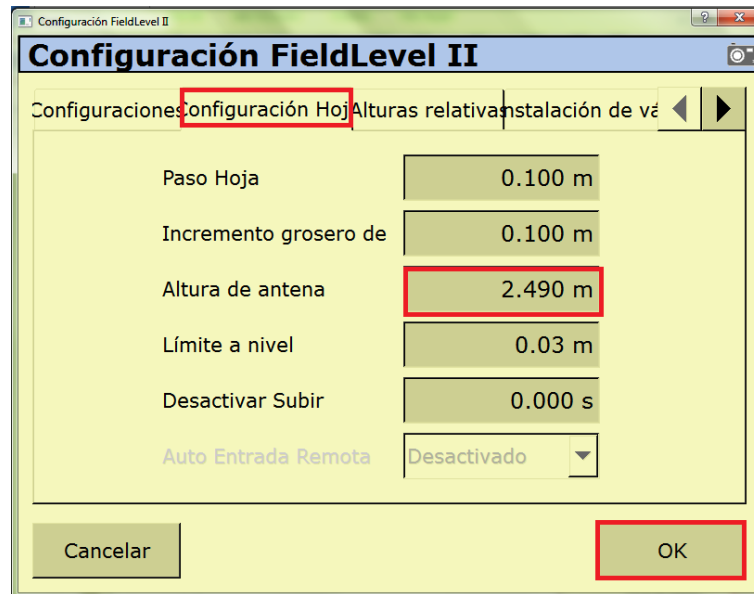 Configuración FieldLevel II
Configuración FieldLevel II
Configuraciones Configuración Hoj Alturas relativas nstalación de vá
Paso Hoja 0.100 m
Incremento grosero de 0.100 m
Altura de antena 2.490 m
Límite a nivel 0.03 m
Desactivar Subir 0.000 s
Auto Entrada Remota Desactivado
Cancelar OK